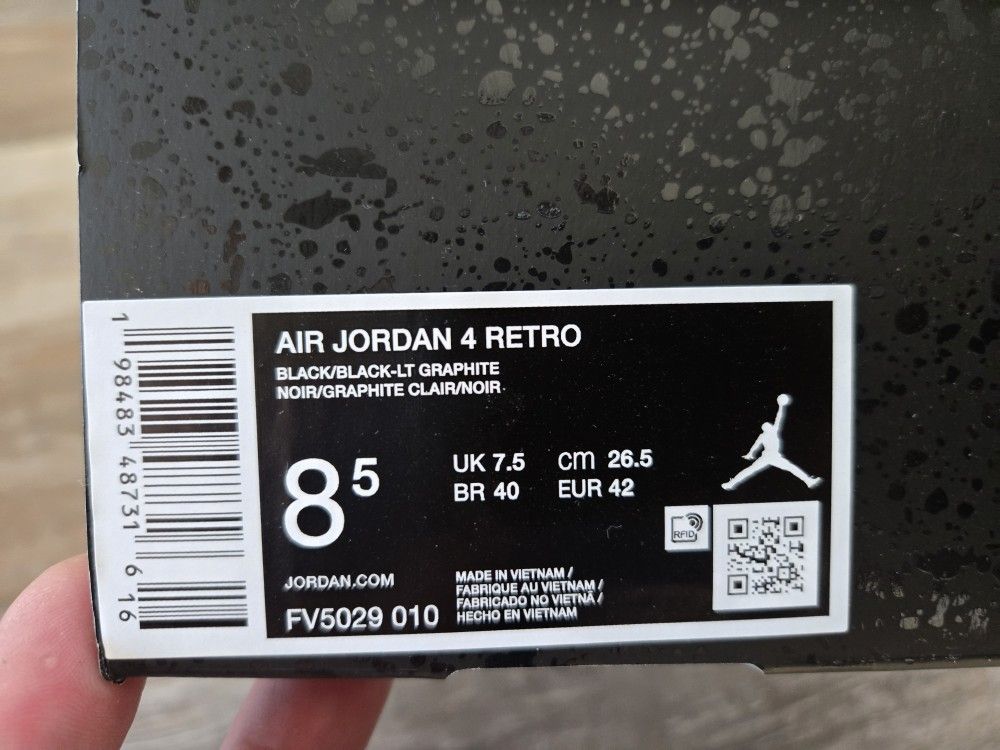 AIR JORDAN 4 RETRO
BLACK/BLACK-LT GRAPHITE
NOIR/GRAPHITE CLAIR/NOIR
8 5
UK 7.5 cm 26.5
BR 40 EUR 42
RFID
JORDAN.COM
FV5029 010
MADE IN VIETNAM /
FABRIQUE AU VIETNAM /
FABRICADO NO VIETNÃ /
HECHO EN VIETNAM
1 98483 48731 6 16